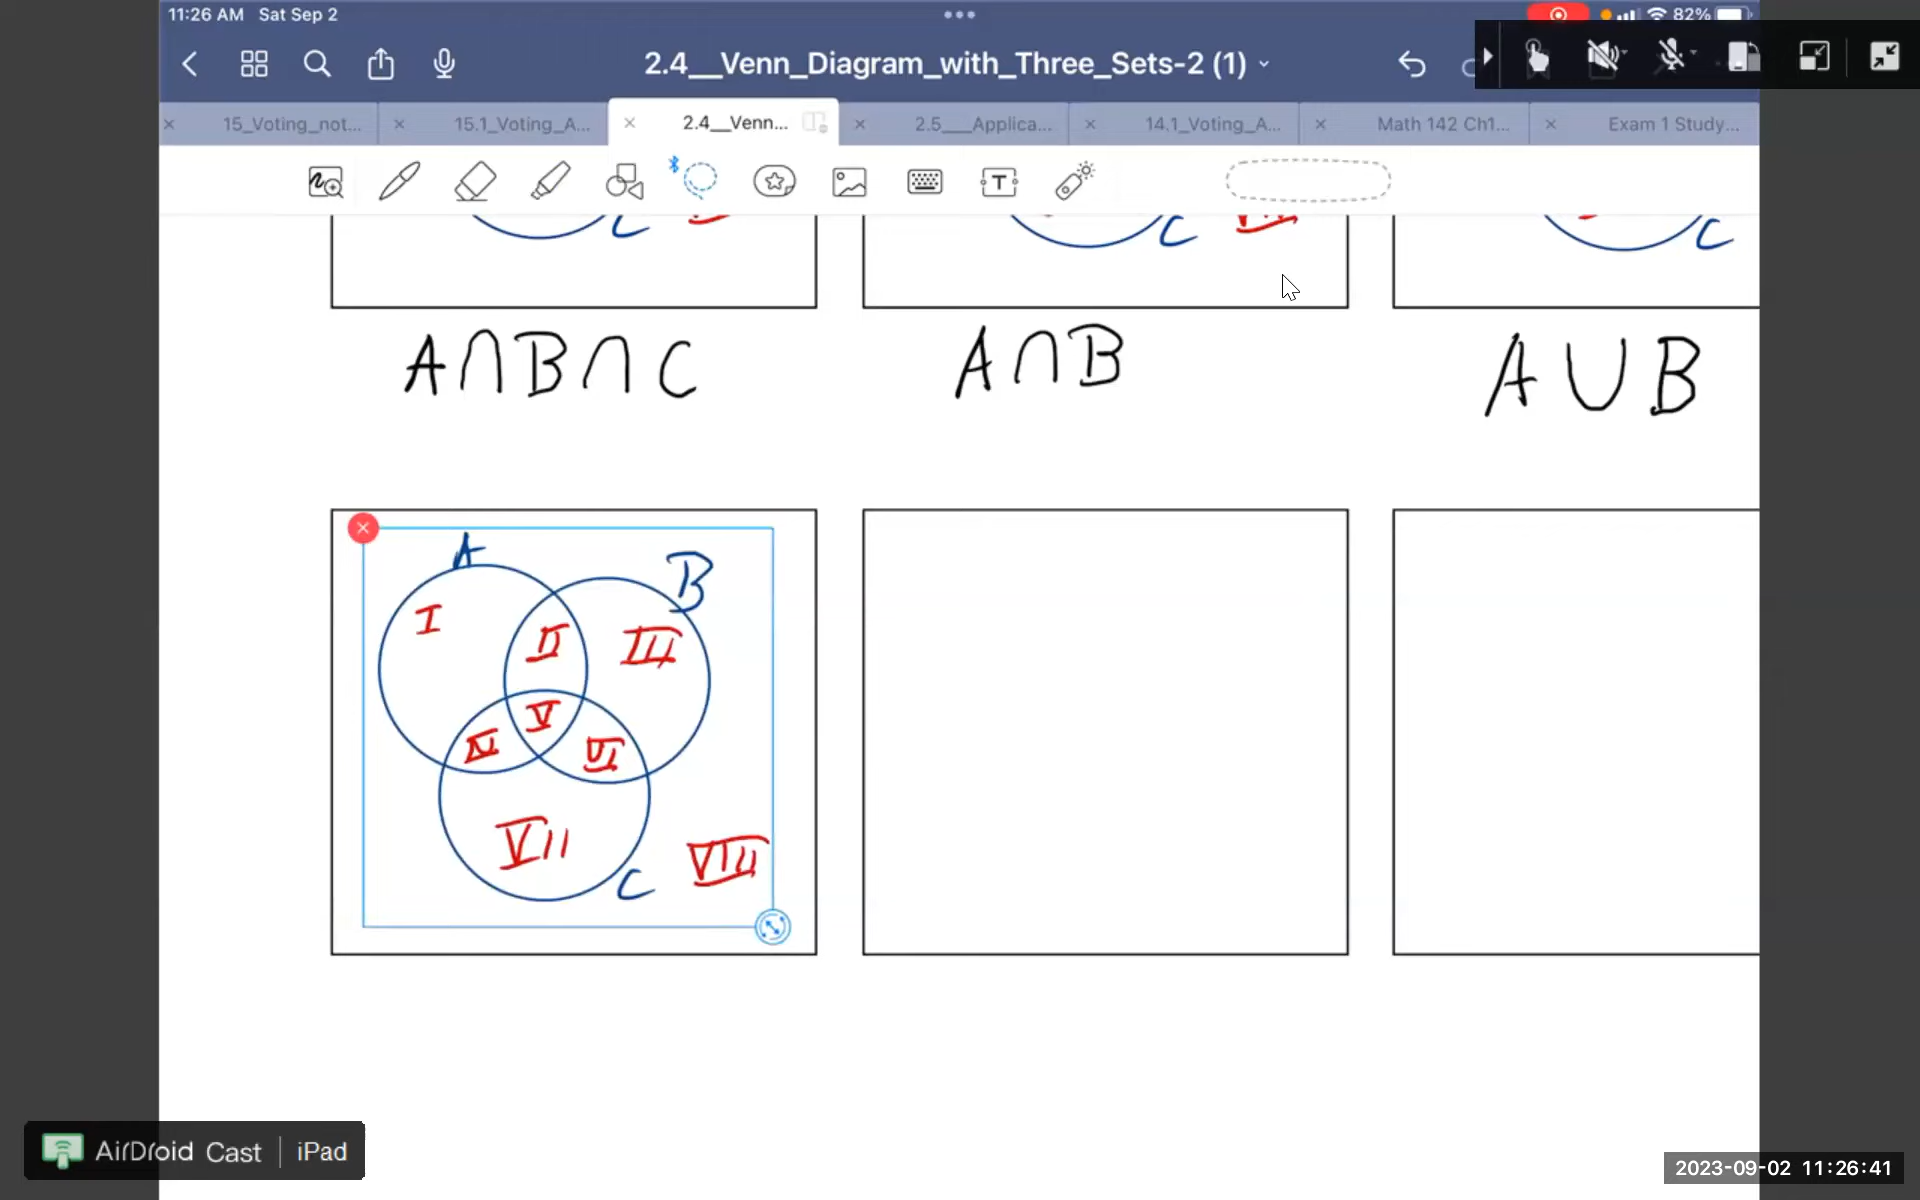 11:26 AM Sat Sep 2
82%
2.4__Venn_Diagram_with_Three_Sets-2 (1)
15_Voting_not...
15.1_Voting_A...
2.4__Venn...
2.5___Applica...
14.1_Voting_A...
Math 142 Ch1...
Exam 1 Study...
T
C
C
C
A∩B∩C
A∩B
A∪B
A
B
I
II
III
V
IV
VI
VII
VIII
C
AirDroid Cast | iPad
2023-09-02 11:26:41